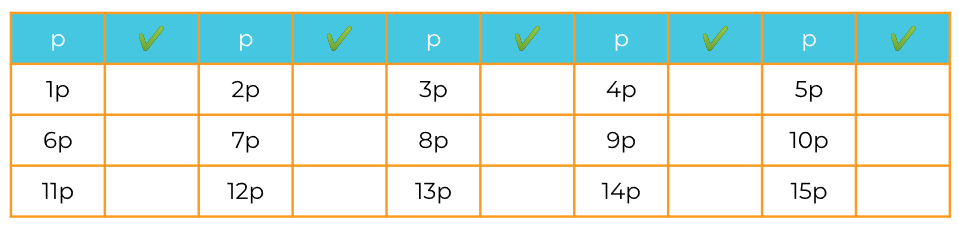 p ✓ p ✓ p ✓ p ✓ p ✓
1p 2p 3p 4p 5p
6p 7p 8p 9p 10p
11p 12p 13p 14p 15p